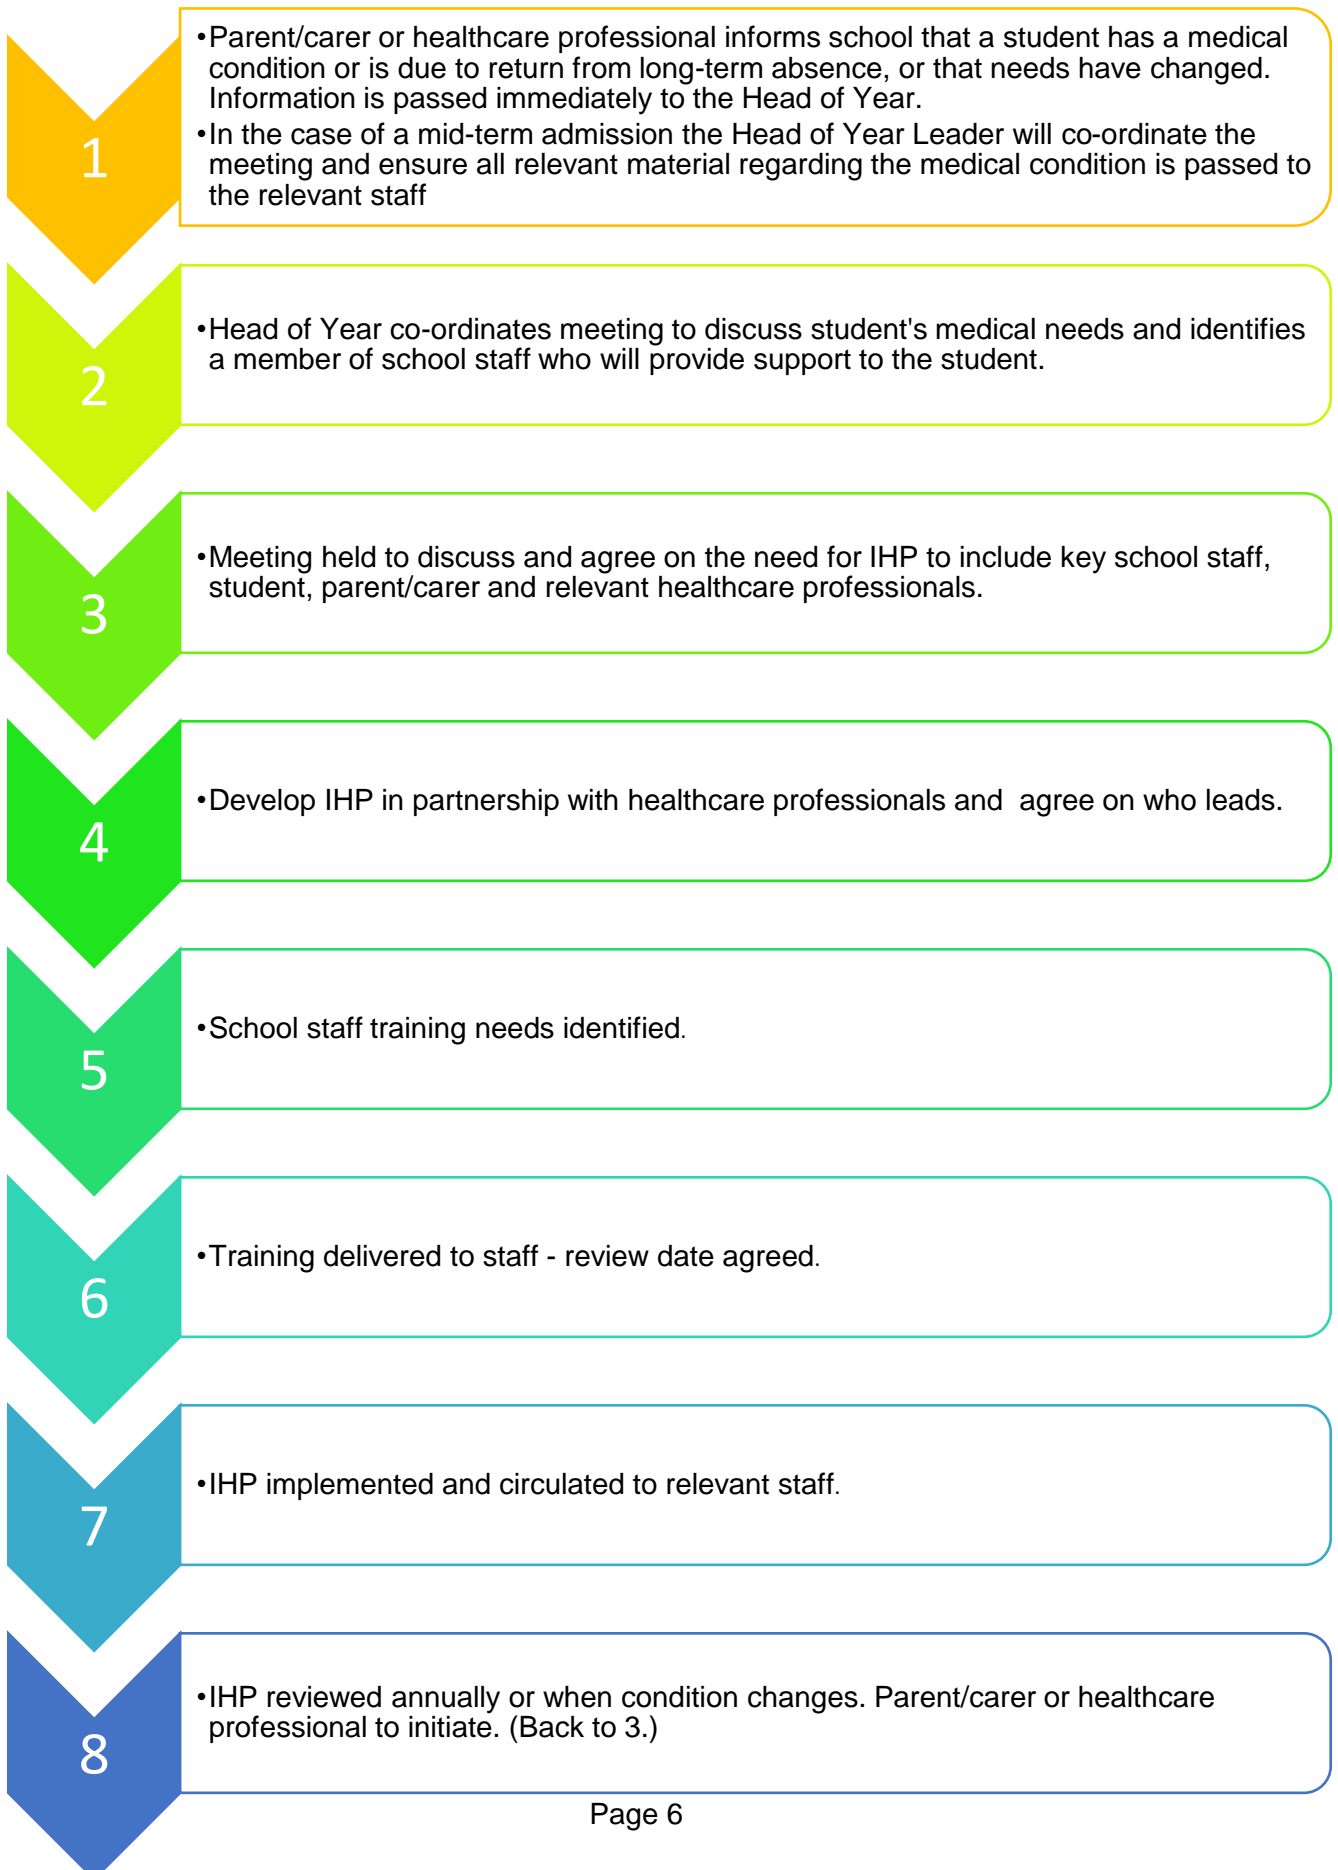 1
•Parent/carer or healthcare professional informs school that a student has a medical
condition or is due to return from long-term absence, or that needs have changed.
Information is passed immediately to the Head of Year.
•In the case of a mid-term admission the Head of Year Leader will co-ordinate the
meeting and ensure all relevant material regarding the medical condition is passed to
the relevant staff
2
•Head of Year co-ordinates meeting to discuss student's medical needs and identifies
a member of school staff who will provide support to the student.
3
•Meeting held to discuss and agree on the need for IHP to include key school staff,
student, parent/carer and relevant healthcare professionals.
4
•Develop IHP in partnership with healthcare professionals and  agree on who leads.
5
•School staff training needs identified.
6
•Training delivered to staff - review date agreed.
7
•IHP implemented and circulated to relevant staff.
8
•IHP reviewed annually or when condition changes. Parent/carer or healthcare
professional to initiate. (Back to 3.)
Page 6